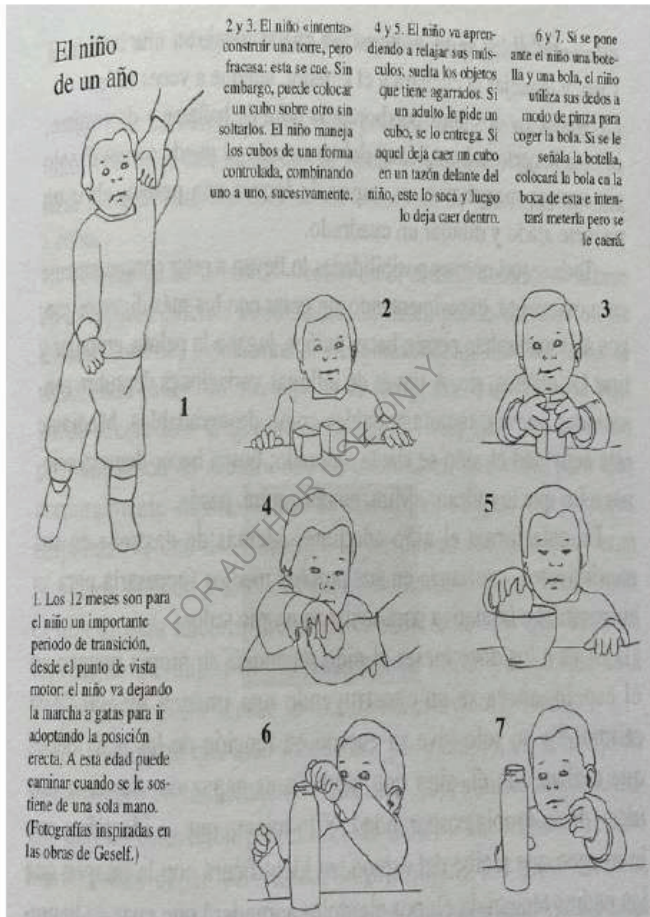 El niño
de un año
2 y 3. El niño «intenta»
construir una torre, pero
fracasa: esta se cae. Sin
embargo, puede colocar
un cubo sobre otro sin
soltarlos. El niño maneja
los cubos de una forma
controlada, combinando
uno a uno, sucesivamente.
4 y 5. El niño va apren-
diendo a relajar sus mús-
culos; suelta los objetos
que tiene agarrados. Si
un adulto le pide un
cubo, se lo entrega. Si
aquel deja caer un cubo
en un tazón delante del
niño, este lo saca y luego
lo deja caer dentro.
6 y 7. Si se pone
ante el niño una bote-
lla y una bola, el niño
utiliza sus dedos a
modo de pinza para
coger la bola. Si se le
señala la botella,
colocará la bola en la
boca de esta e inten-
tará meterla pero se
le caerá.
1
2
3
4
5
6
7
FOR AUTHOR USE ONLY
1. Los 12 meses son para
el niño un importante
periodo de transición,
desde el punto de vista
motor: el niño va dejando
la marcha a gatas para ir
adoptando la posición
erecta. A esta edad puede
caminar cuando se le sos-
tiene de una sola mano.
(Fotografías inspiradas en
las obras de Geself.)